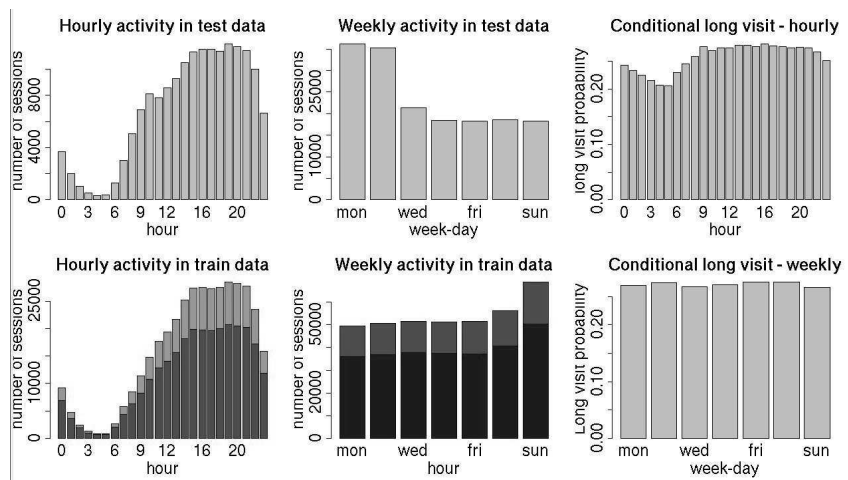 Hourly activity in test data
number of sessions
0 4000 8000
0 3 6 9 12 16 20
hour
Weekly activity in test data
number of sessions
0 10000 25000
mon wed fri sun
week-day
Conditional long visit - hourly
long visit probability
0.00 0.10 0.20
0 3 6 9 12 16 20
hour
Hourly activity in train data
number of sessions
0 10000 25000
0 3 6 9 12 16 20
hour
Weekly activity in train data
number of sessions
0 20000 50000
mon wed fri sun
hour
Conditional long visit - weekly
Long visit probability
0.00 0.10 0.20
mon wed fri sun
week-day